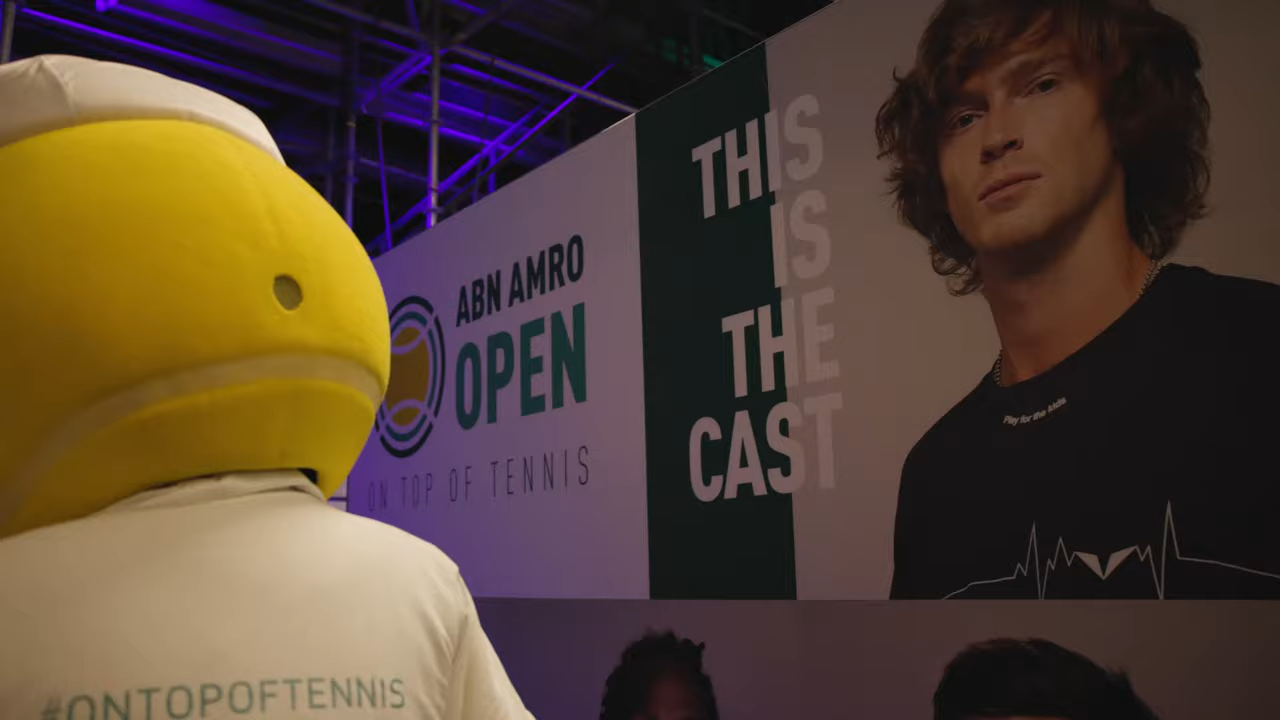 ABN AMRO
OPEN
ON TOP OF TENNIS
THIS
IS
THE
CAST
Play for the kids
#ONTOPOFTENNIS